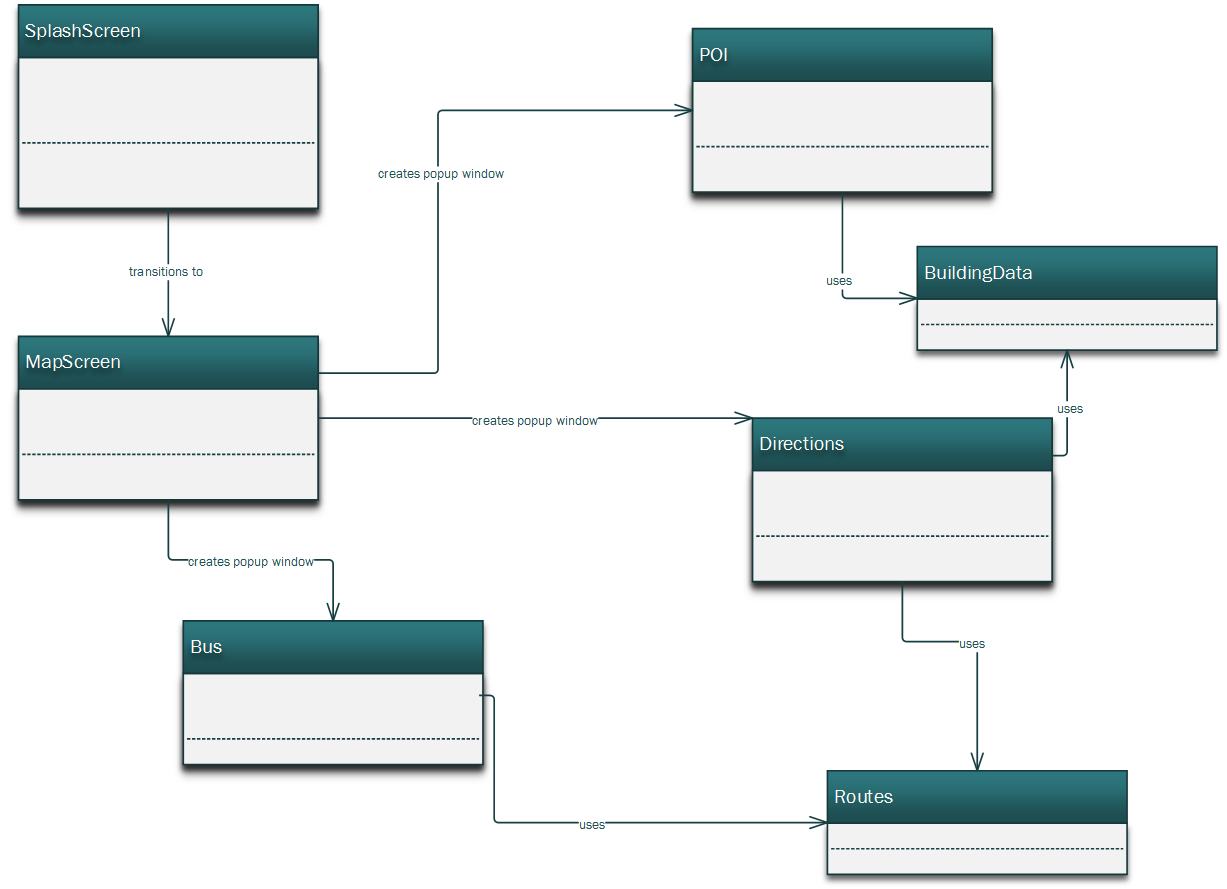 SplashScreen
POI
creates popup window
transitions to
BuildingData
uses
MapScreen
uses
creates popup window
Directions
creates popup window
Bus
uses
Routes
uses